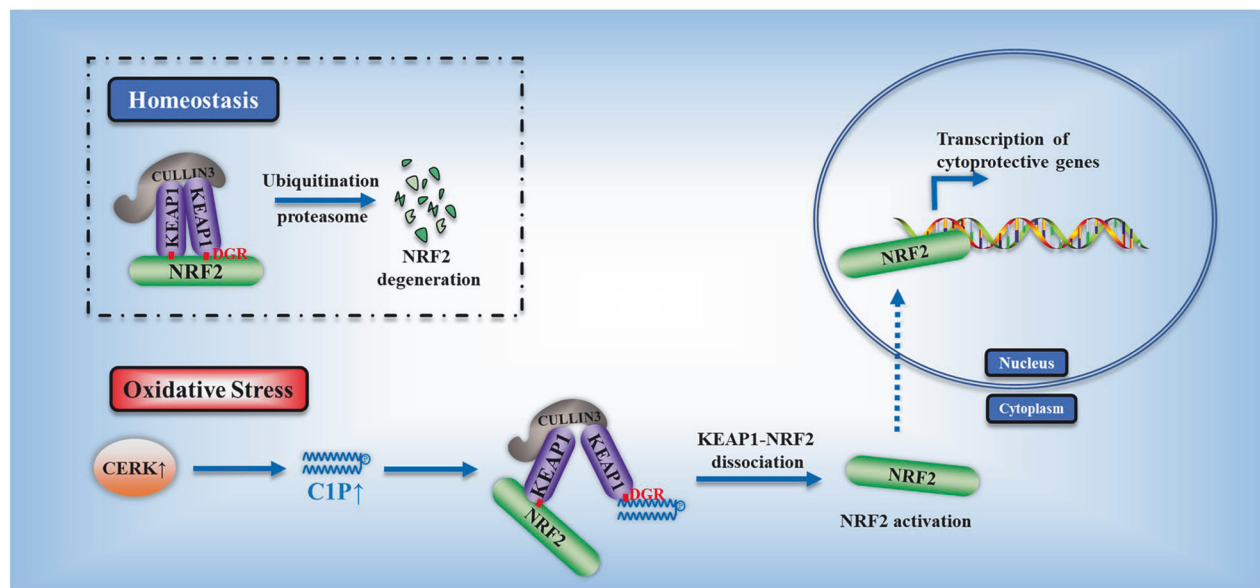 Homeostasis
CULLIN3
KEAP1
KEAP1
DGR
NRF2
Ubiquitination
proteasome
NRF2
degeneration
Transcription of
cytoprotective genes
NRF2
Nucleus
Cytoplasm
Oxidative Stress
CERK↑
P
C1P↑
CULLIN3
KEAP1
KEAP1
DGR
P
NRF2
KEAP1-NRF2
dissociation
NRF2
NRF2 activation